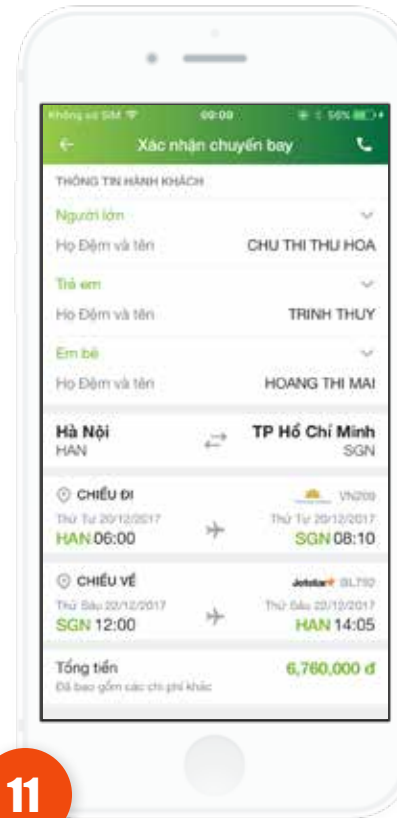 Không có SIM 00:00 56%
Xác nhận chuyến bay
THÔNG TIN HÀNH KHÁCH
Người lớn
Họ Đệm và tên CHU THI THU HOA
Trẻ em
Họ Đệm và tên TRINH THUY
Em bé
Họ Đệm và tên HOANG THI MAI
Hà Nội TP Hồ Chí Minh
HAN SGN
CHIỀU ĐI VN209
Thứ Tư 20/12/2017 Thứ Tư 20/12/2017
HAN 06:00 SGN 08:10
CHIỀU VỀ Jetstar BL792
Thứ Sáu 22/12/2017 Thứ Sáu 22/12/2017
SGN 12:00 HAN 14:05
Tổng tiền 6,760,000 đ
Đã bao gồm các chi phí khác
11